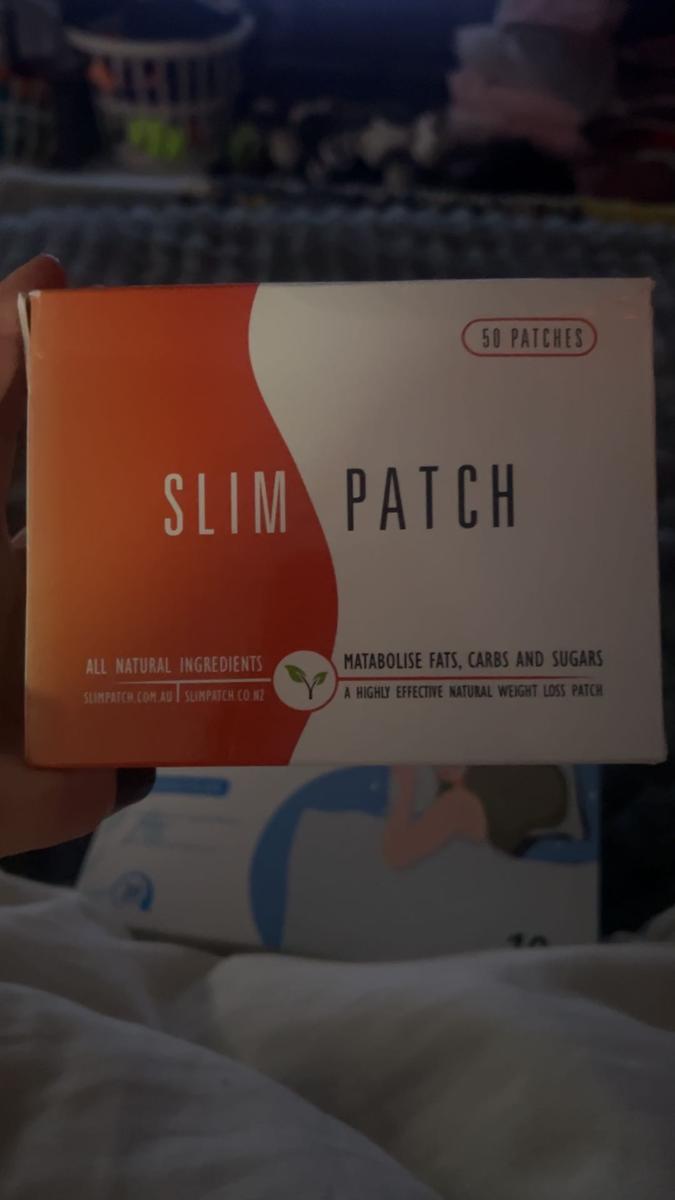 50 PATCHES
SLIM PATCH
ALL NATURAL INGREDIENTS
SLIMPATCH.COM.AU | SLIMPATCH.CO.NZ
MATABOLISE FATS, CARBS AND SUGARS
A HIGHLY EFFECTIVE NATURAL WEIGHT LOSS PATCH